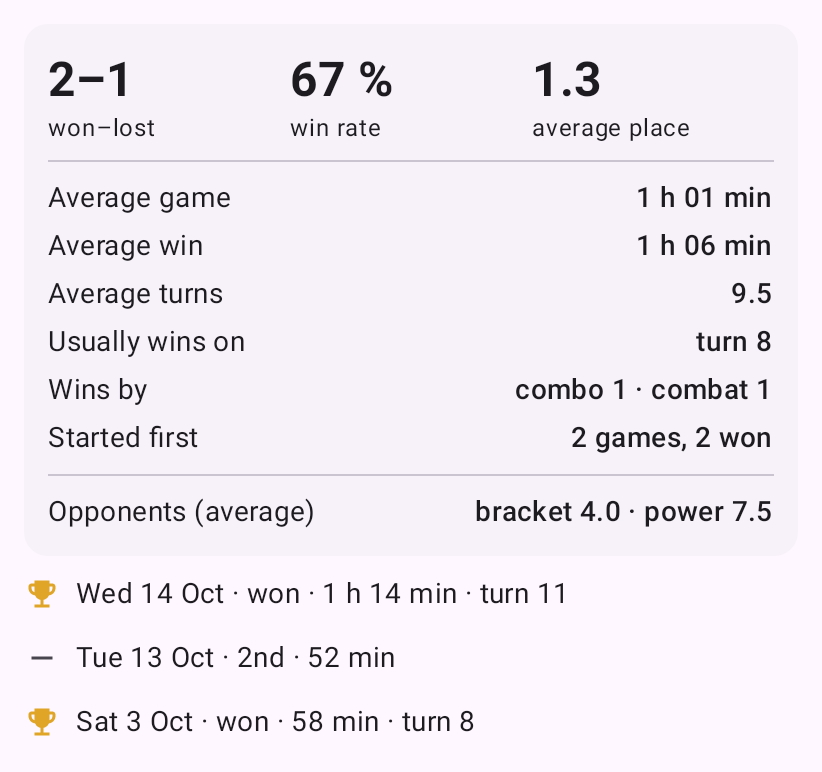 2–1 67 % 1.3
won–lost win rate average place
Average game 1 h 01 min
Average win 1 h 06 min
Average turns 9.5
Usually wins on turn 8
Wins by combo 1 · combat 1
Started first 2 games, 2 won
Opponents (average) bracket 4.0 · power 7.5
Wed 14 Oct · won · 1 h 14 min · turn 11
Tue 13 Oct · 2nd · 52 min
Sat 3 Oct · won · 58 min · turn 8